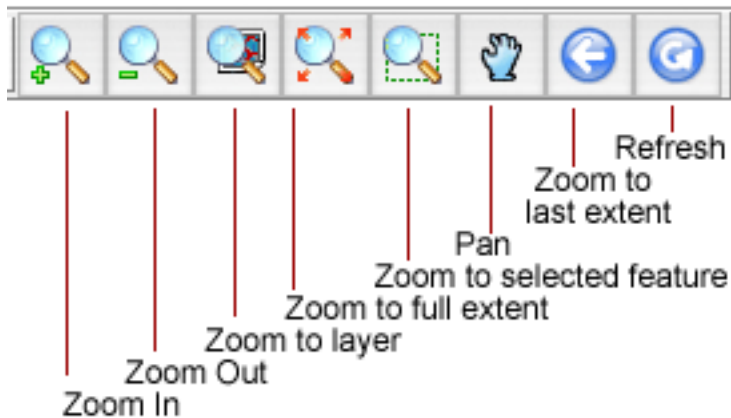 Refresh
Zoom to
last extent
Pan
Zoom to selected feature
Zoom to full extent
Zoom to layer
Zoom Out
Zoom In